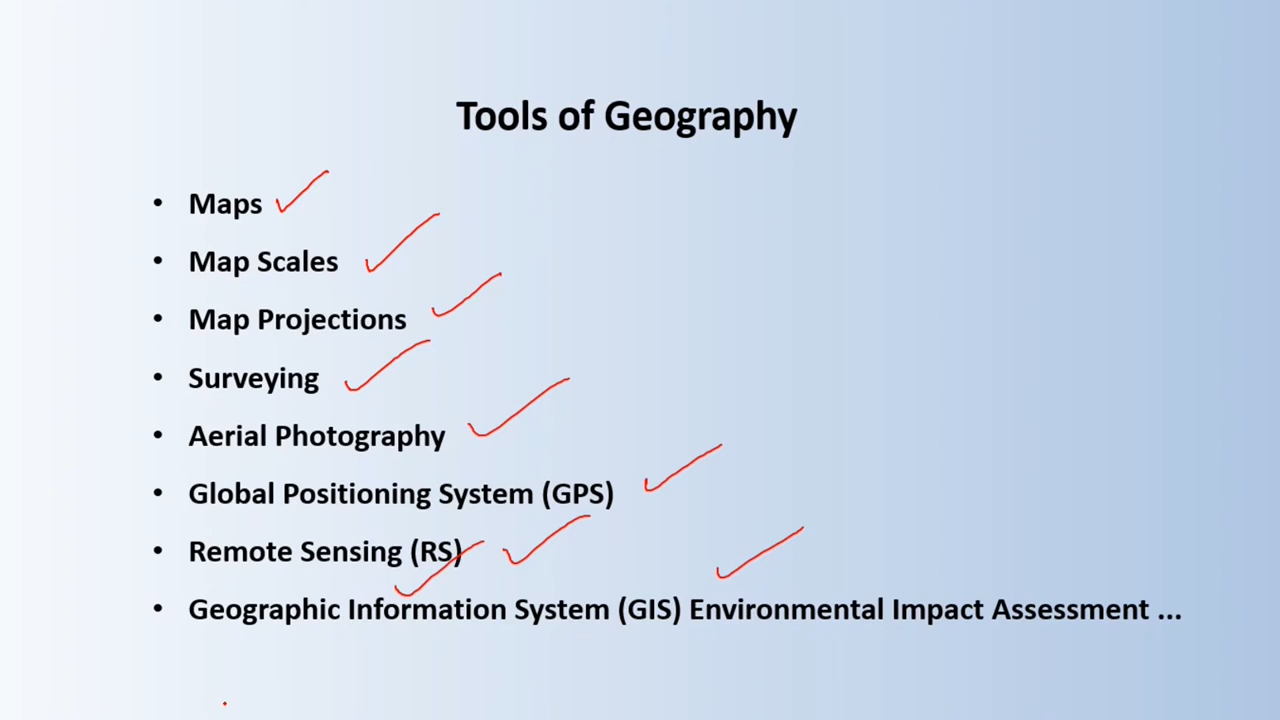 Tools of Geography
• Maps
• Map Scales
• Map Projections
• Surveying
• Aerial Photography
• Global Positioning System (GPS)
• Remote Sensing (RS)
• Geographic Information System (GIS) Environmental Impact Assessment ...